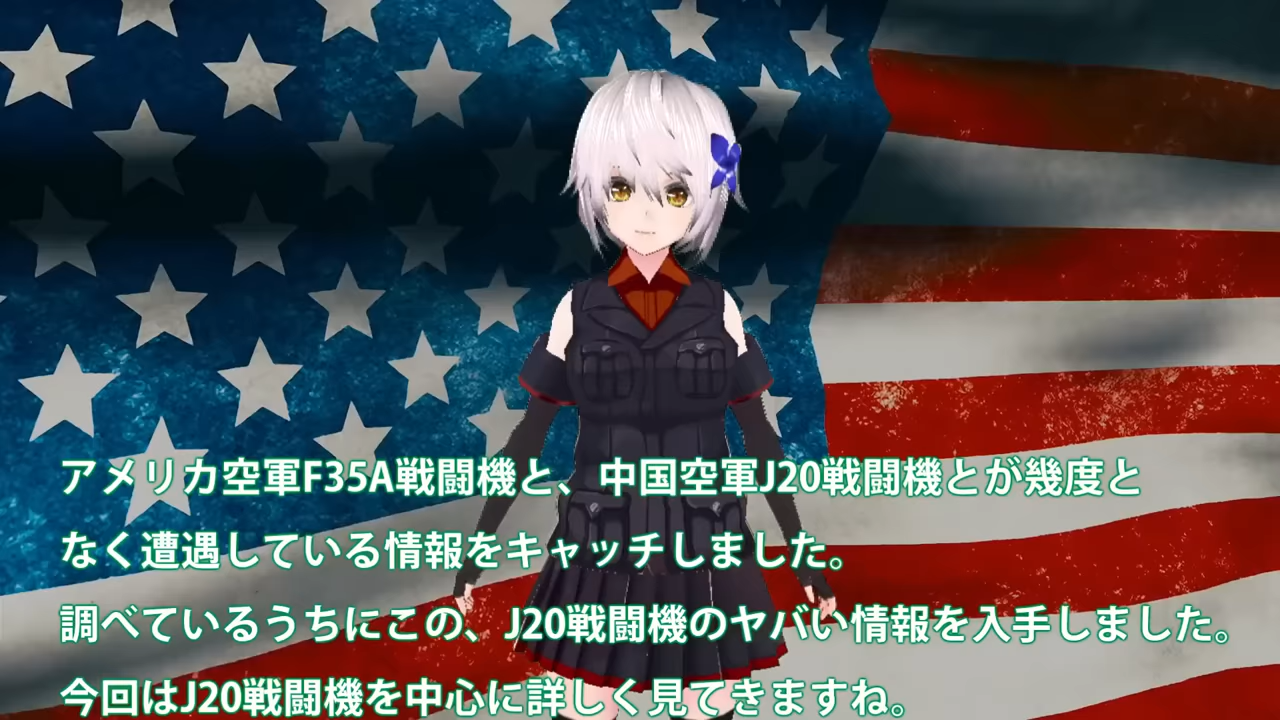 アメリカ空軍F35A戦闘機と、中国空軍J20戦闘機とが幾度と
なく遭遇している情報をキャッチしました。
調べているうちにこの、J20戦闘機のヤバい情報を入手しました。
今回はJ20戦闘機を中心に詳しく見てきますね。